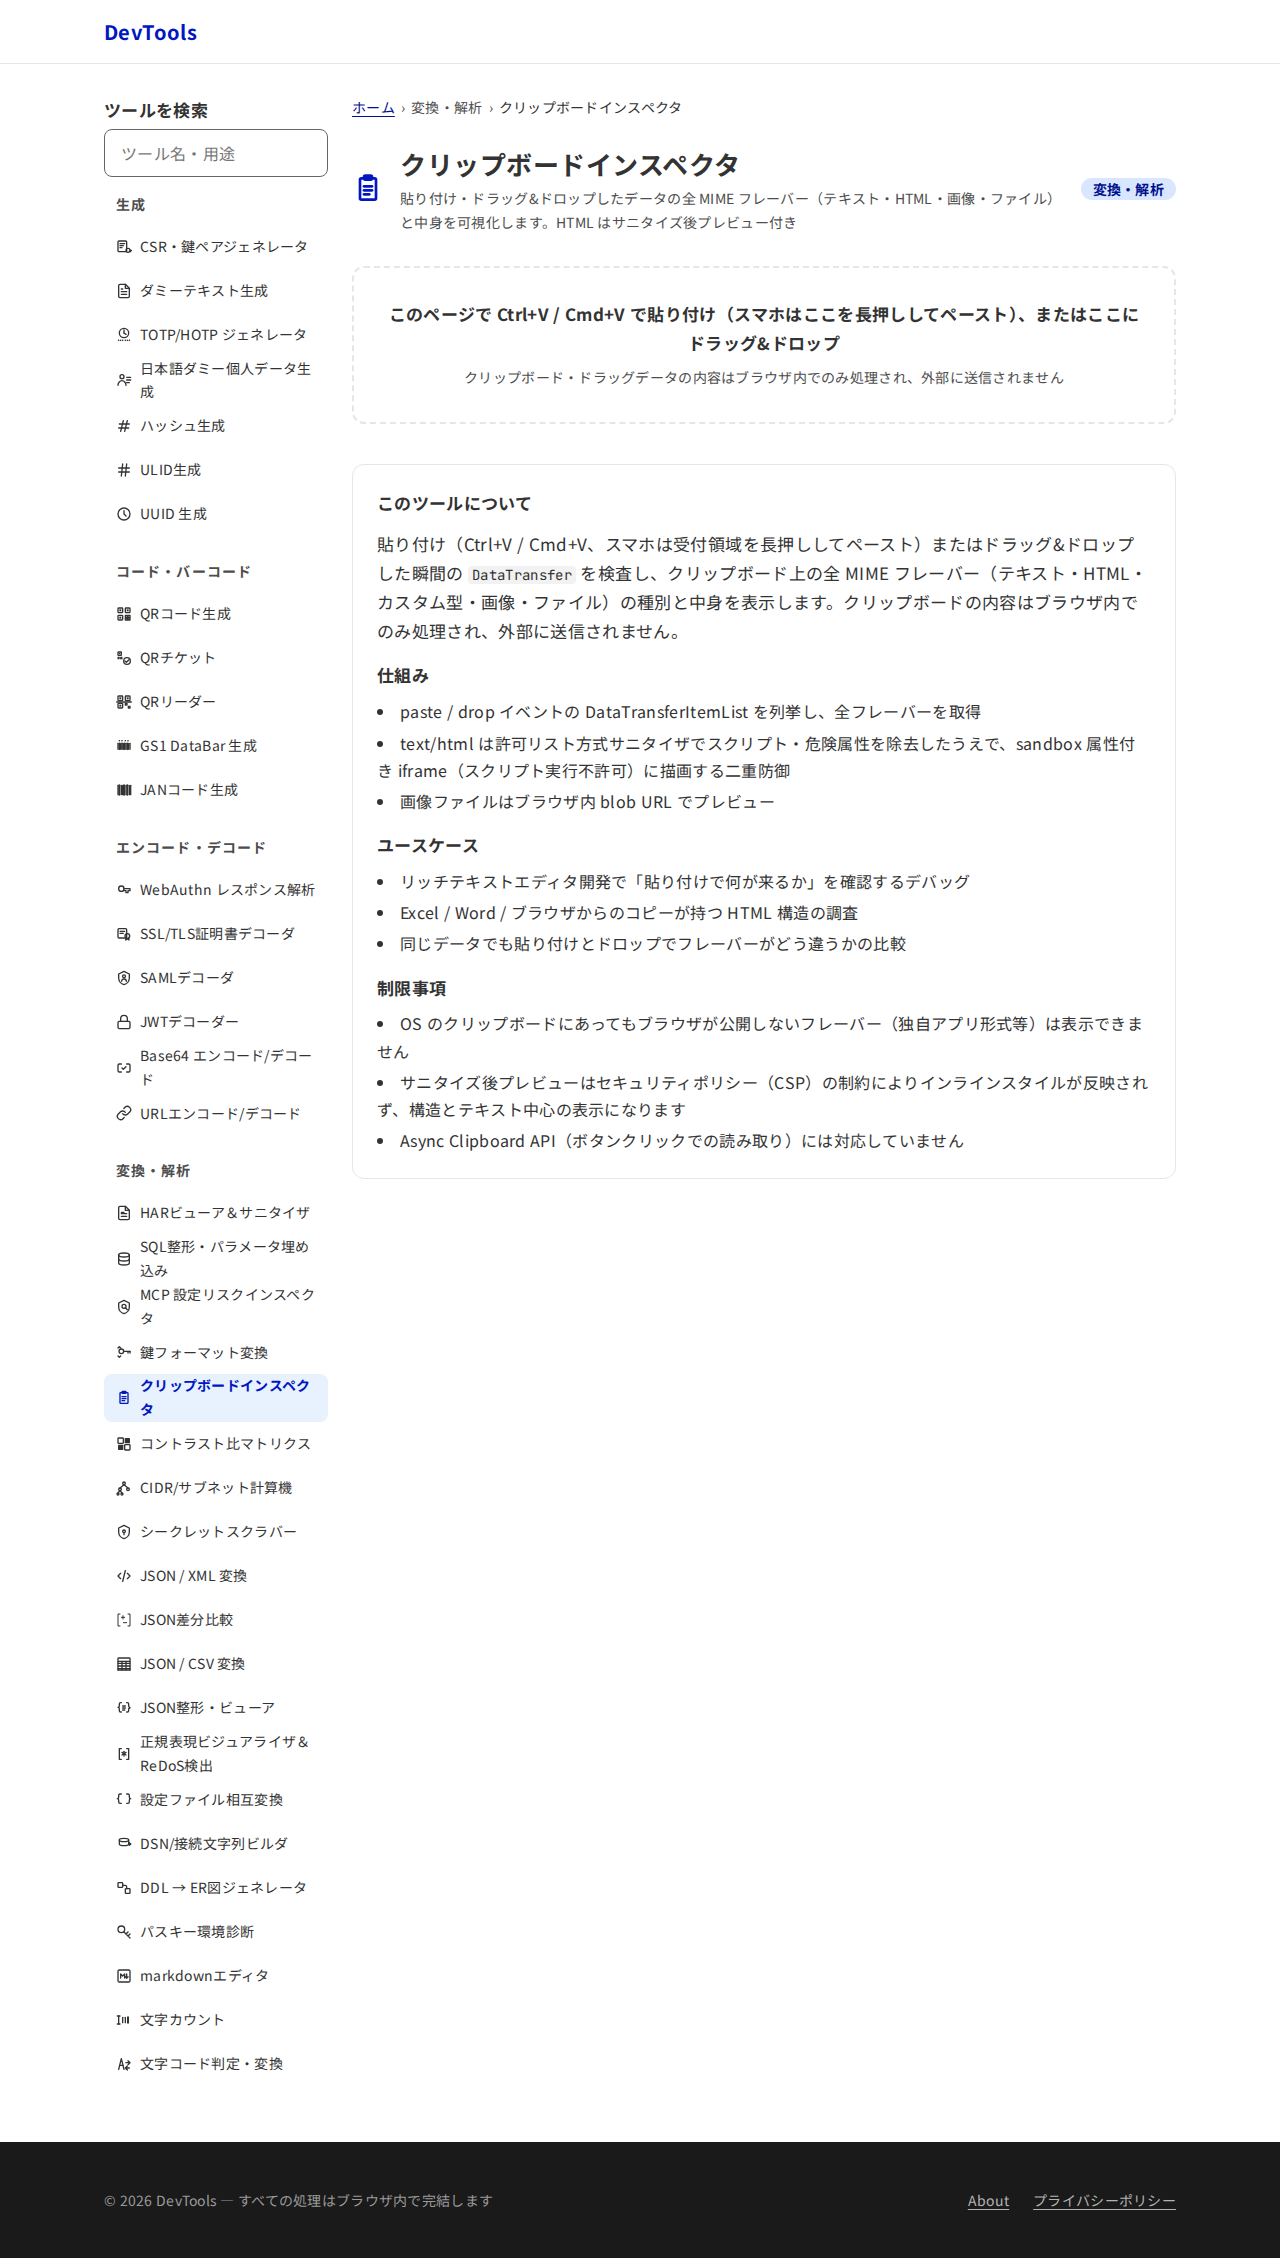 DevTools
ツールを検索
ツール名・用途
生成
CSR・鍵ペアジェネレータ
ダミーテキスト生成
TOTP/HOTP ジェネレータ
日本語ダミー個人データ生
成
ハッシュ生成
ULID生成
UUID 生成
コード・バーコード
QRコード生成
QRチケット
QRリーダー
GS1 DataBar 生成
JANコード生成
エンコード・デコード
WebAuthn レスポンス解析
SSL/TLS証明書デコーダ
SAMLデコーダ
JWTデコーダー
Base64 エンコード/デコー
ド
URLエンコード/デコード
変換・解析
HARビューア＆サニタイザ
SQL整形・パラメータ埋め
込み
MCP 設定リスクインスペク
タ
鍵フォーマット変換
クリップボードインスペク
タ
コントラスト比マトリクス
CIDR/サブネット計算機
シークレットスクラバー
JSON / XML 変換
JSON差分比較
JSON / CSV 変換
JSON整形・ビューア
正規表現ビジュアライザ＆
ReDoS検出
設定ファイル相互変換
DSN/接続文字列ビルダ
DDL → ER図ジェネレータ
パスキー環境診断
markdownエディタ
文字カウント
文字コード判定・変換
ホーム › 変換・解析 › クリップボードインスペクタ
クリップボードインスペクタ
貼り付け・ドラッグ&ドロップしたデータの全 MIME フレーバー（テキスト・HTML・画像・ファイル）
と中身を可視化します。HTML はサニタイズ後プレビュー付き
変換・解析
このページで Ctrl+V / Cmd+V で貼り付け（スマホはここを長押ししてペースト）、またはここに
ドラッグ&ドロップ
クリップボード・ドラッグデータの内容はブラウザ内でのみ処理され、外部に送信されません
このツールについて
貼り付け（Ctrl+V / Cmd+V、スマホは受付領域を長押ししてペースト）またはドラッグ&ドロップ
した瞬間の DataTransfer を検査し、クリップボード上の全 MIME フレーバー（テキスト・HTML・
カスタム型・画像・ファイル）の種別と中身を表示します。クリップボードの内容はブラウザ内で
のみ処理され、外部に送信されません。
仕組み
• paste / drop イベントの DataTransferItemList を列挙し、全フレーバーを取得
• text/html は許可リスト方式サニタイザでスクリプト・危険属性を除去したうえで、sandbox 属性付
き iframe（スクリプト実行不許可）に描画する二重防御
• 画像ファイルはブラウザ内 blob URL でプレビュー
ユースケース
• リッチテキストエディタ開発で「貼り付けで何が来るか」を確認するデバッグ
• Excel / Word / ブラウザからのコピーが持つ HTML 構造の調査
• 同じデータでも貼り付けとドロップでフレーバーがどう違うかの比較
制限事項
• OS のクリップボードにあってもブラウザが公開しないフレーバー（独自アプリ形式等）は表示できま
せん
• サニタイズ後プレビューはセキュリティポリシー（CSP）の制約によりインラインスタイルが反映され
ず、構造とテキスト中心の表示になります
• Async Clipboard API（ボタンクリックでの読み取り）には対応していません
© 2026 DevTools — すべての処理はブラウザ内で完結します
About
プライバシーポリシー